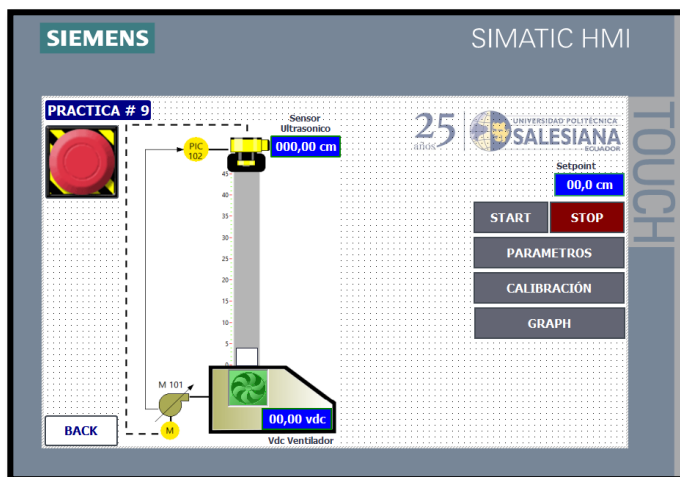 SIEMENS
SIMATIC HMI
TOUCH
PRACTICA # 9
Sensor
Ultrasonico
000,00 cm
PIC
102
25
años
UNIVERSIDAD POLITÉCNICA
SALESIANA
ECUADOR
Setpoint
00,0 cm
START
STOP
PARAMETROS
CALIBRACIÓN
GRAPH
45
40
35
30
25
20
15
10
5
0
M 101
M
00,00 vdc
Vdc Ventilador
BACK